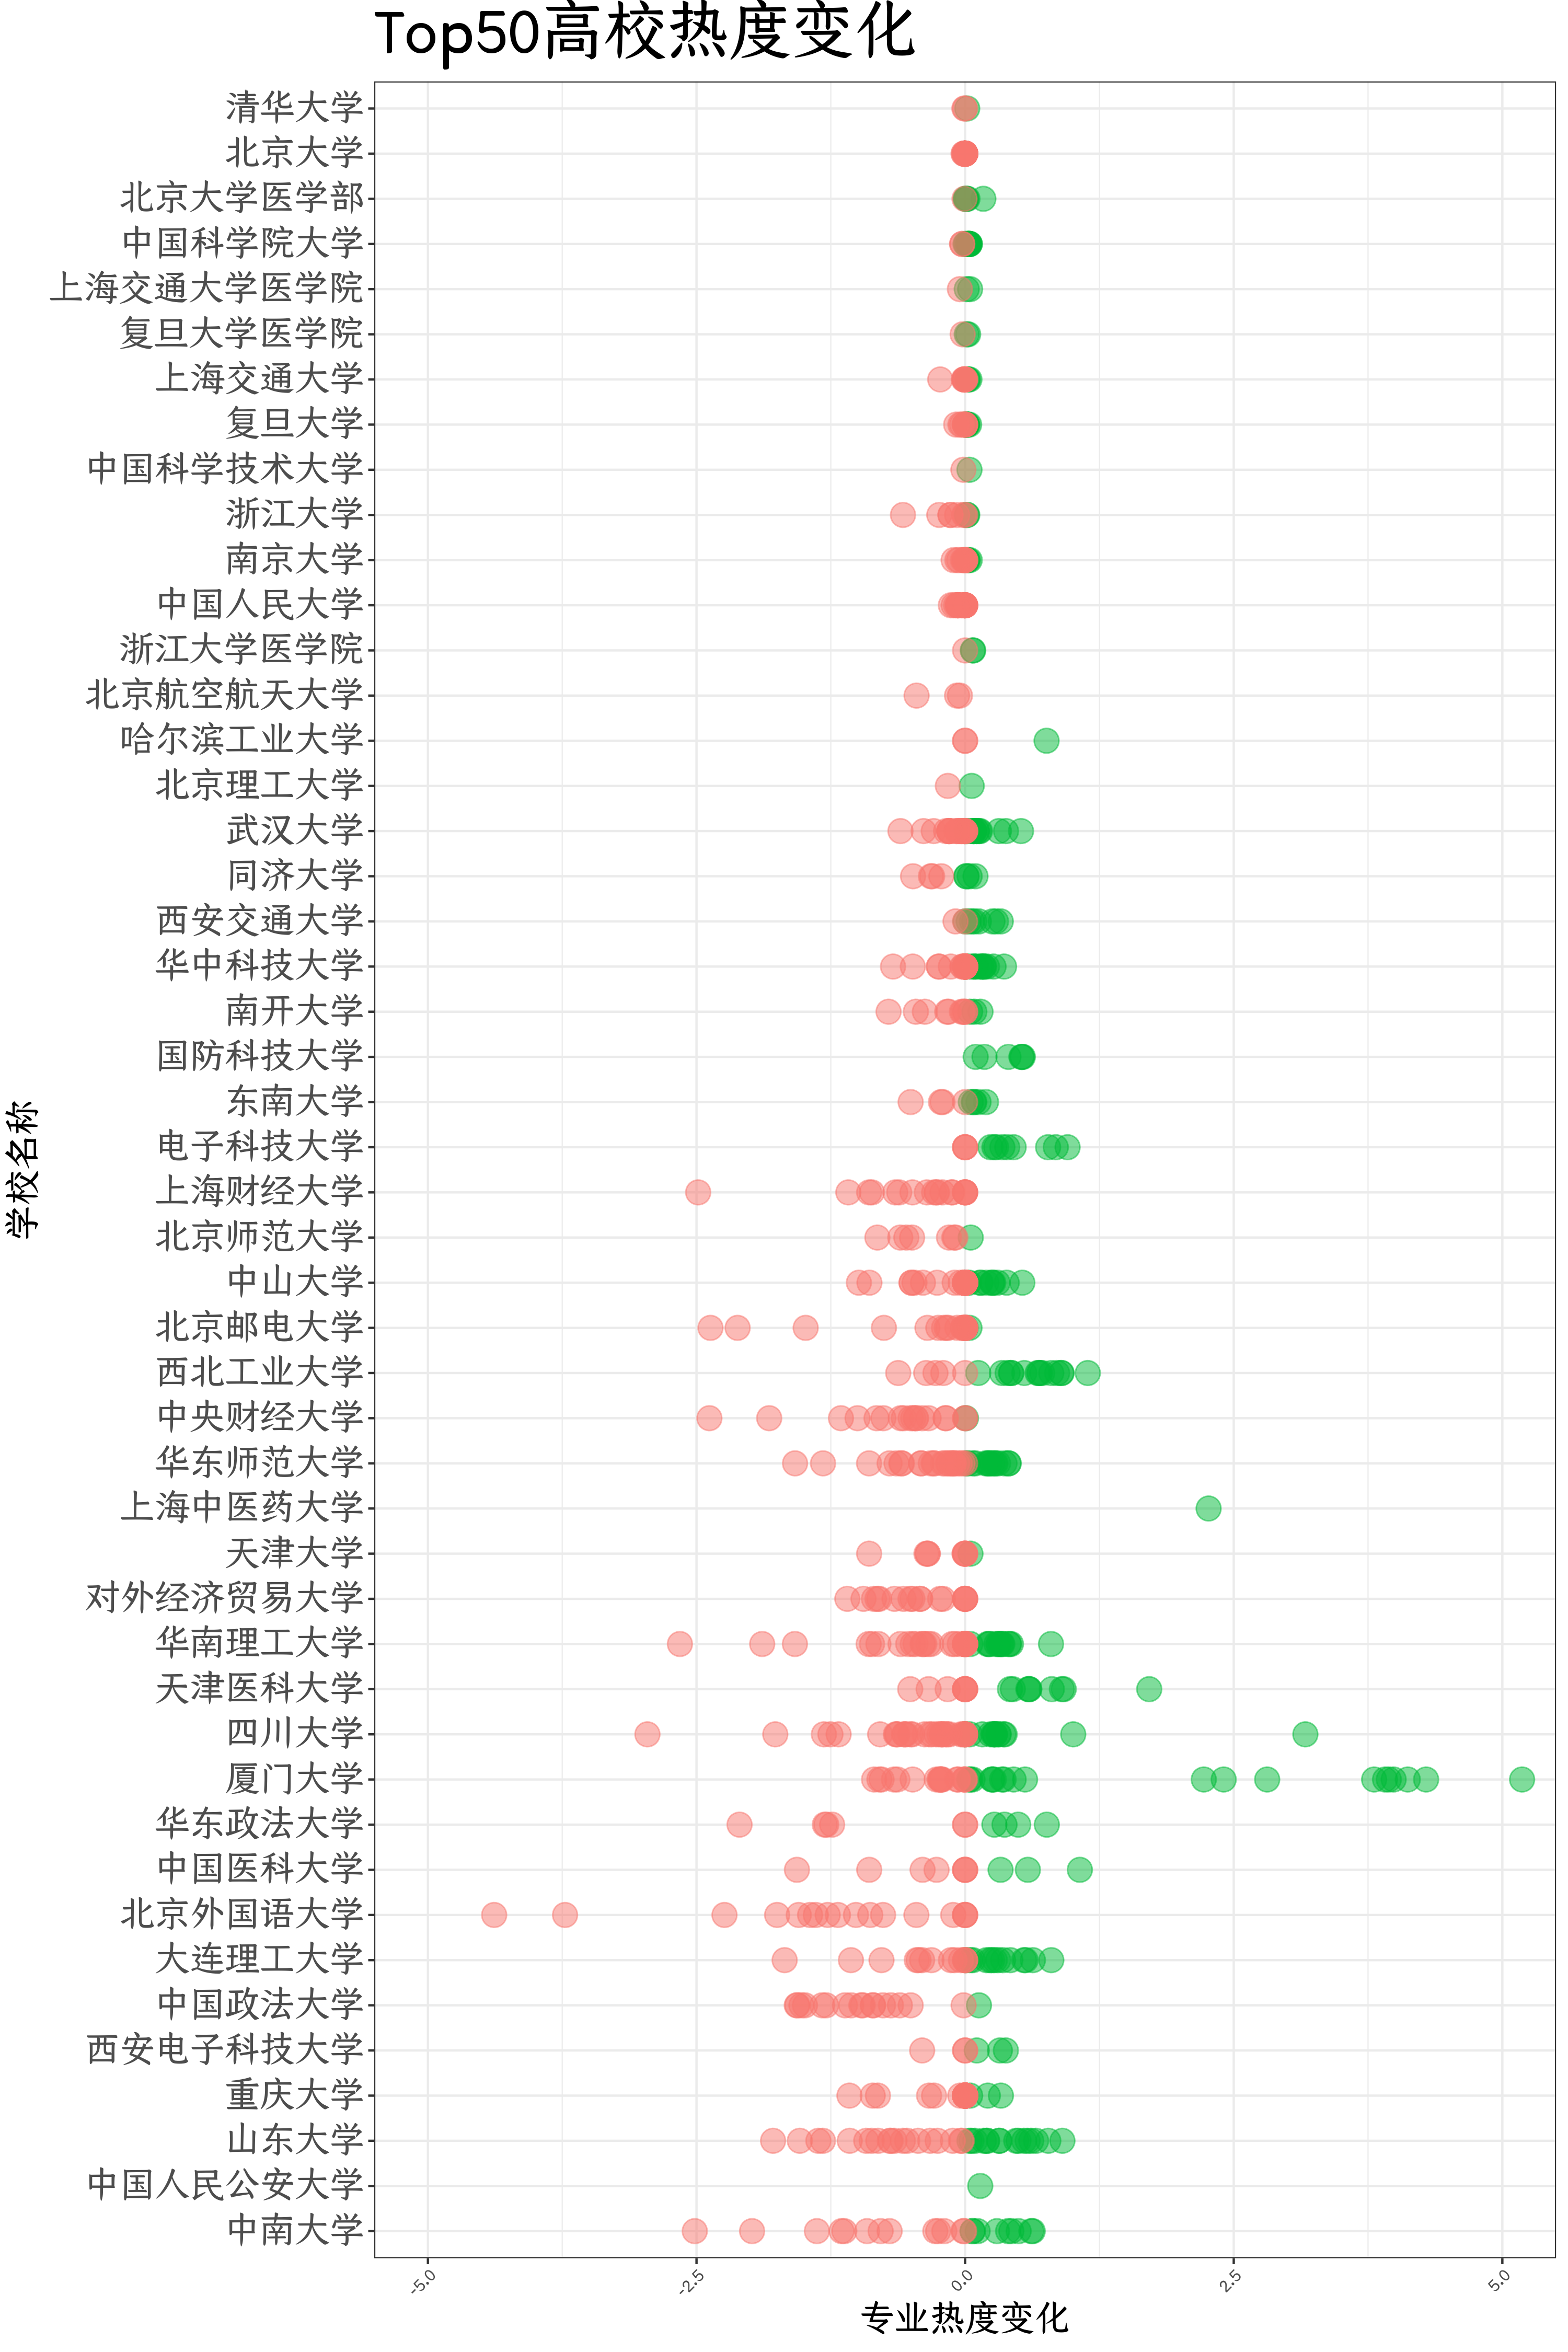 Top50高校热度变化
清华大学
北京大学
北京大学医学部
中国科学院大学
上海交通大学医学院
复旦大学医学院
上海交通大学
复旦大学
中国科学技术大学
浙江大学
南京大学
中国人民大学
浙江大学医学院
北京航空航天大学
哈尔滨工业大学
北京理工大学
武汉大学
同济大学
西安交通大学
华中科技大学
南开大学
国防科技大学
东南大学
电子科技大学
上海财经大学
北京师范大学
中山大学
北京邮电大学
西北工业大学
中央财经大学
华东师范大学
上海中医药大学
天津大学
对外经济贸易大学
华南理工大学
天津医科大学
四川大学
厦门大学
华东政法大学
中国医科大学
北京外国语大学
大连理工大学
中国政法大学
西安电子科技大学
重庆大学
山东大学
中国人民公安大学
中南大学
学校名称
-5.0
-2.5
0.0
2.5
5.0
专业热度变化